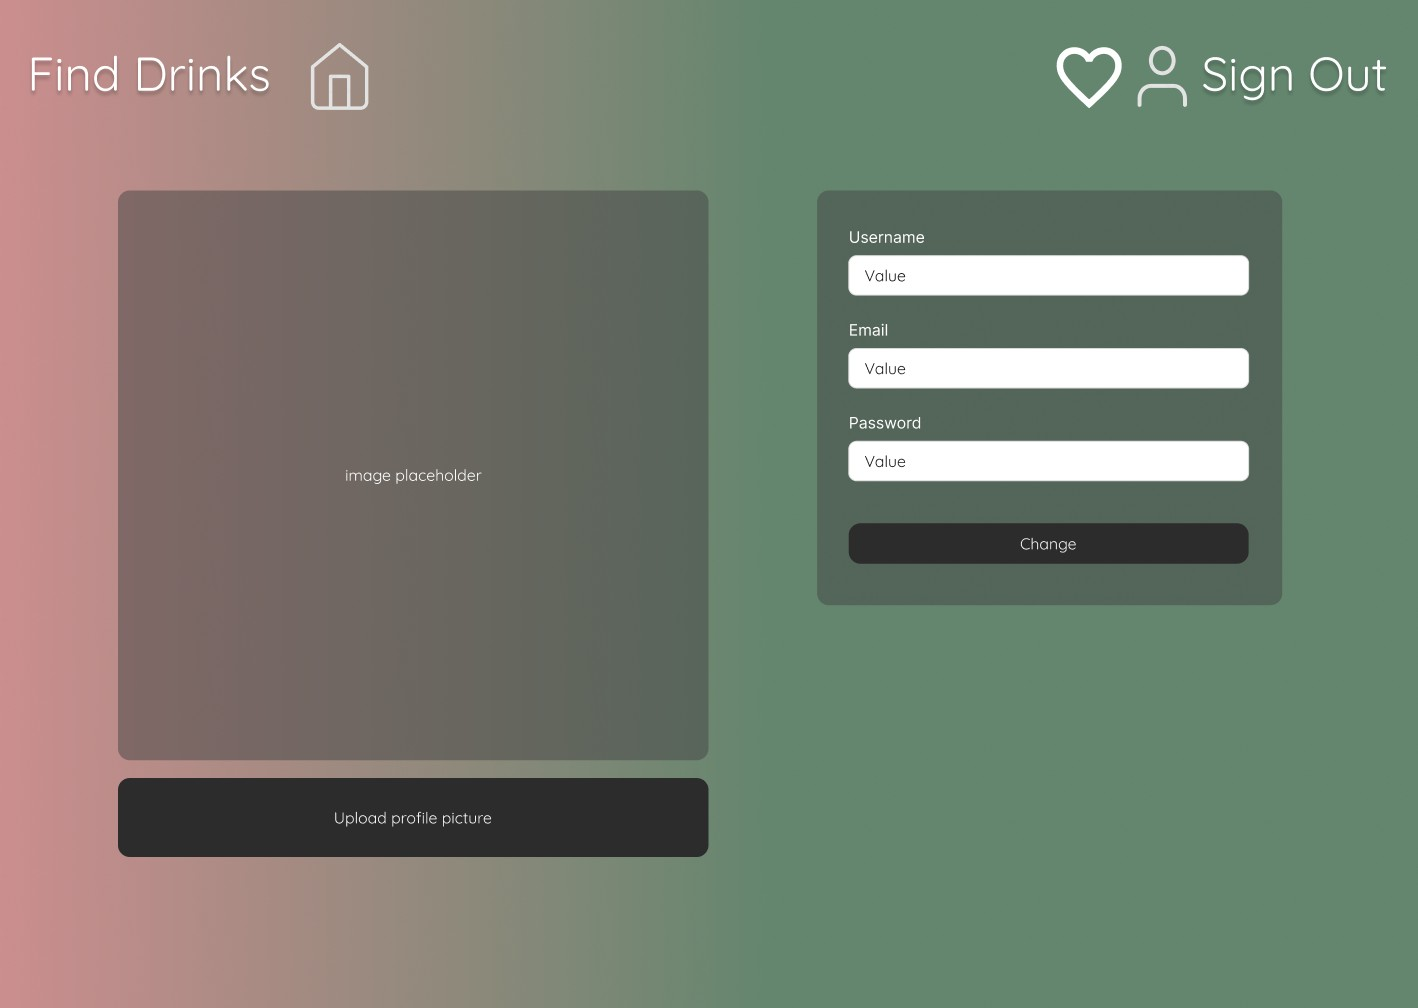 Find Drinks
Sign Out
image placeholder
Upload profile picture
Username
Value
Email
Value
Password
Value
Change